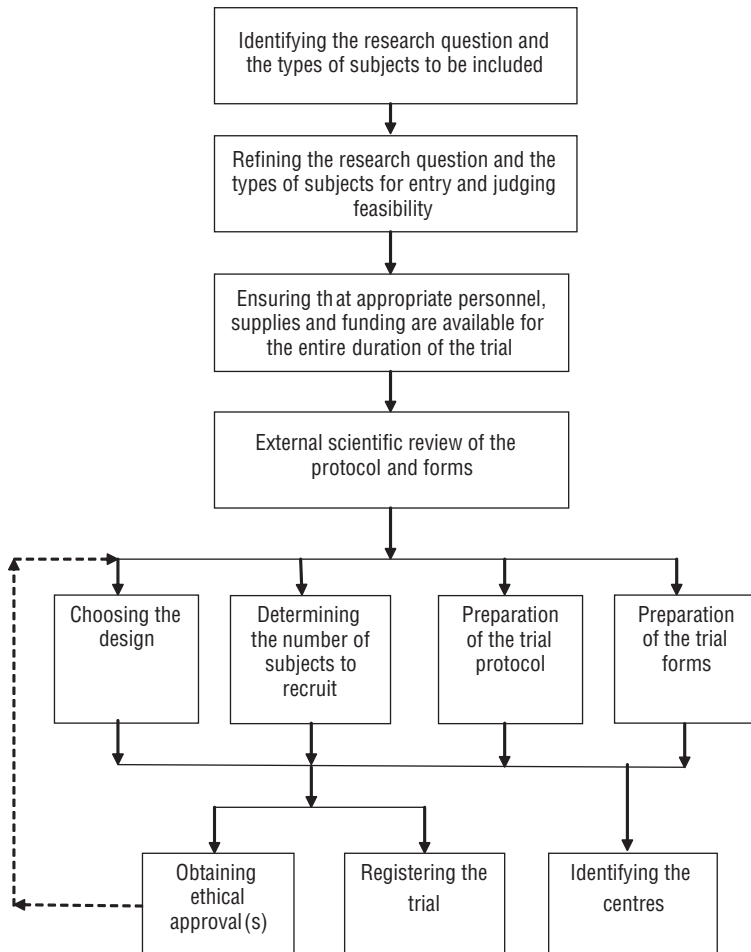 Identifying the research question and
the types of subjects to be included
Refining the research question and the
types of subjects for entry and judging
feasibility
Ensuring that appropriate personnel,
supplies and funding are available for
the entire duration of the trial
External scientific review of the
protocol and forms
Choosing the
design
Determining
the number of
subjects to
recruit
Preparation
of the trial
protocol
Preparation
of the trial
forms
Obtaining
ethical
approval(s)
Registering the
trial
Identifying the
centres